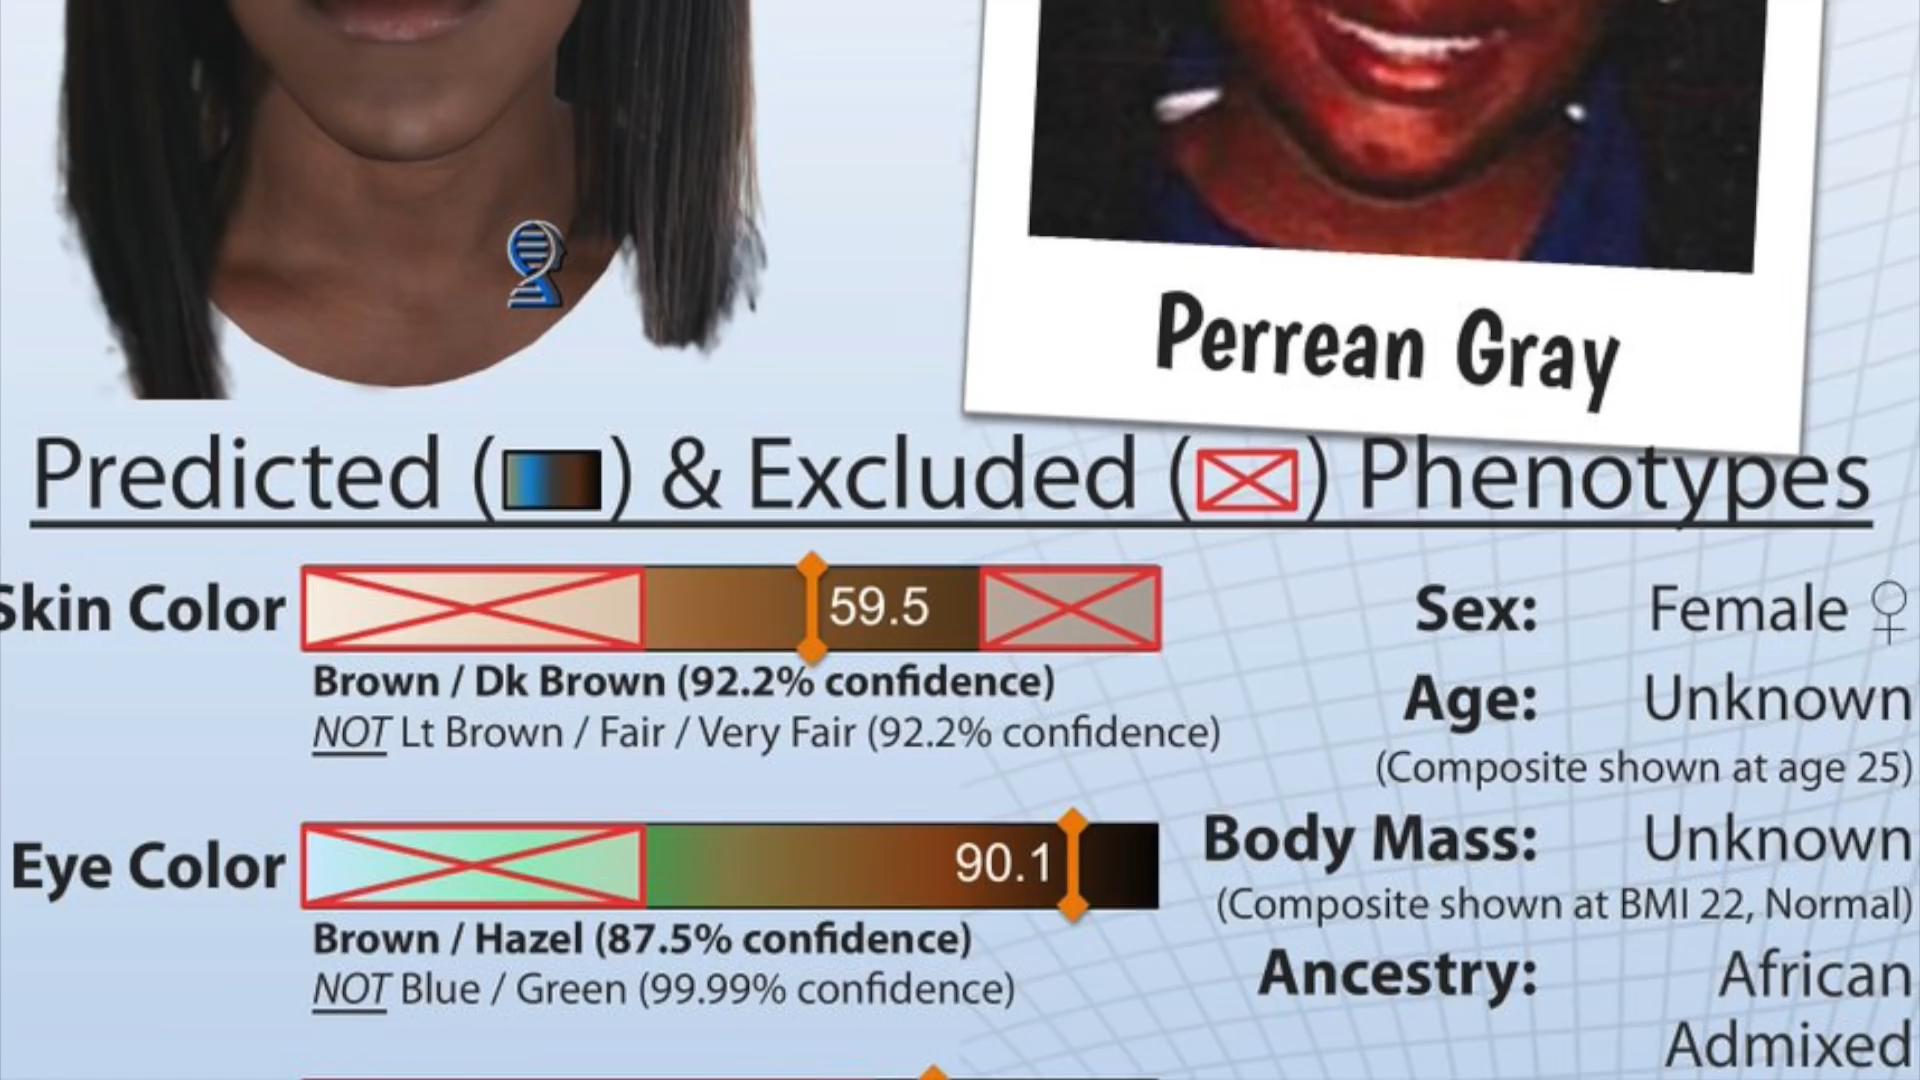 Perrean Gray
Predicted ( ) & Excluded ( ) Phenotypes
Skin Color
59.5
Brown / Dk Brown (92.2% confidence)
NOT Lt Brown / Fair / Very Fair (92.2% confidence)
Eye Color
90.1
Brown / Hazel (87.5% confidence)
NOT Blue / Green (99.99% confidence)
Sex: Female ♀
Age: Unknown
(Composite shown at age 25)
Body Mass: Unknown
(Composite shown at BMI 22, Normal)
Ancestry: African
Admixed